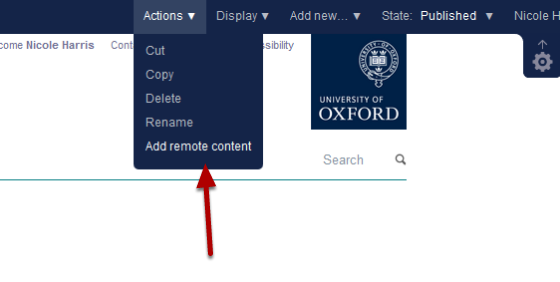 Actions ▼ Display ▼ Add new... ▼ State: Published ▼ Nicole H
come Nicole Harris Cont sibility
Cut
Copy
Delete
Rename
Add remote content
UNIVERSITY OF
OXFORD
Search